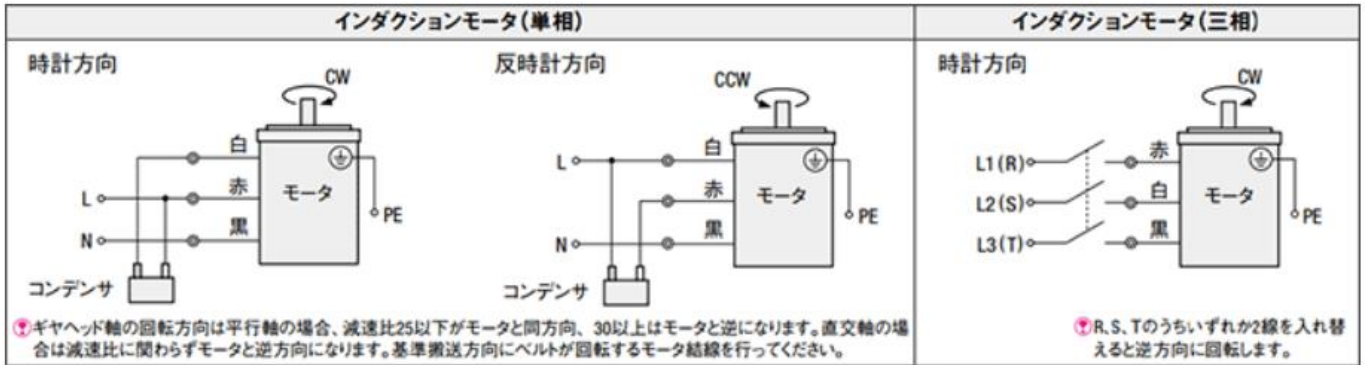 インダクションモータ(単相)
インダクションモータ(三相)
時計方向
CW
白
L
赤
モータ
N
黒
PE
コンデンサ
反時計方向
CCW
L
白
赤
モータ
N
黒
PE
コンデンサ
ギヤヘッド軸の回転方向は平行軸の場合、減速比25以下がモータと同方向、30以上はモータと逆になります。直交軸の場
合は減速比に関わらずモータと逆方向になります。基準搬送方向にベルトが回転するモータ結線を行ってください。
時計方向
CW
L1(R)
赤
L2(S)
白
モータ
L3(T)
黒
PE
R、S、Tのうちいずれか2線を入れ替
えると逆方向に回転します。